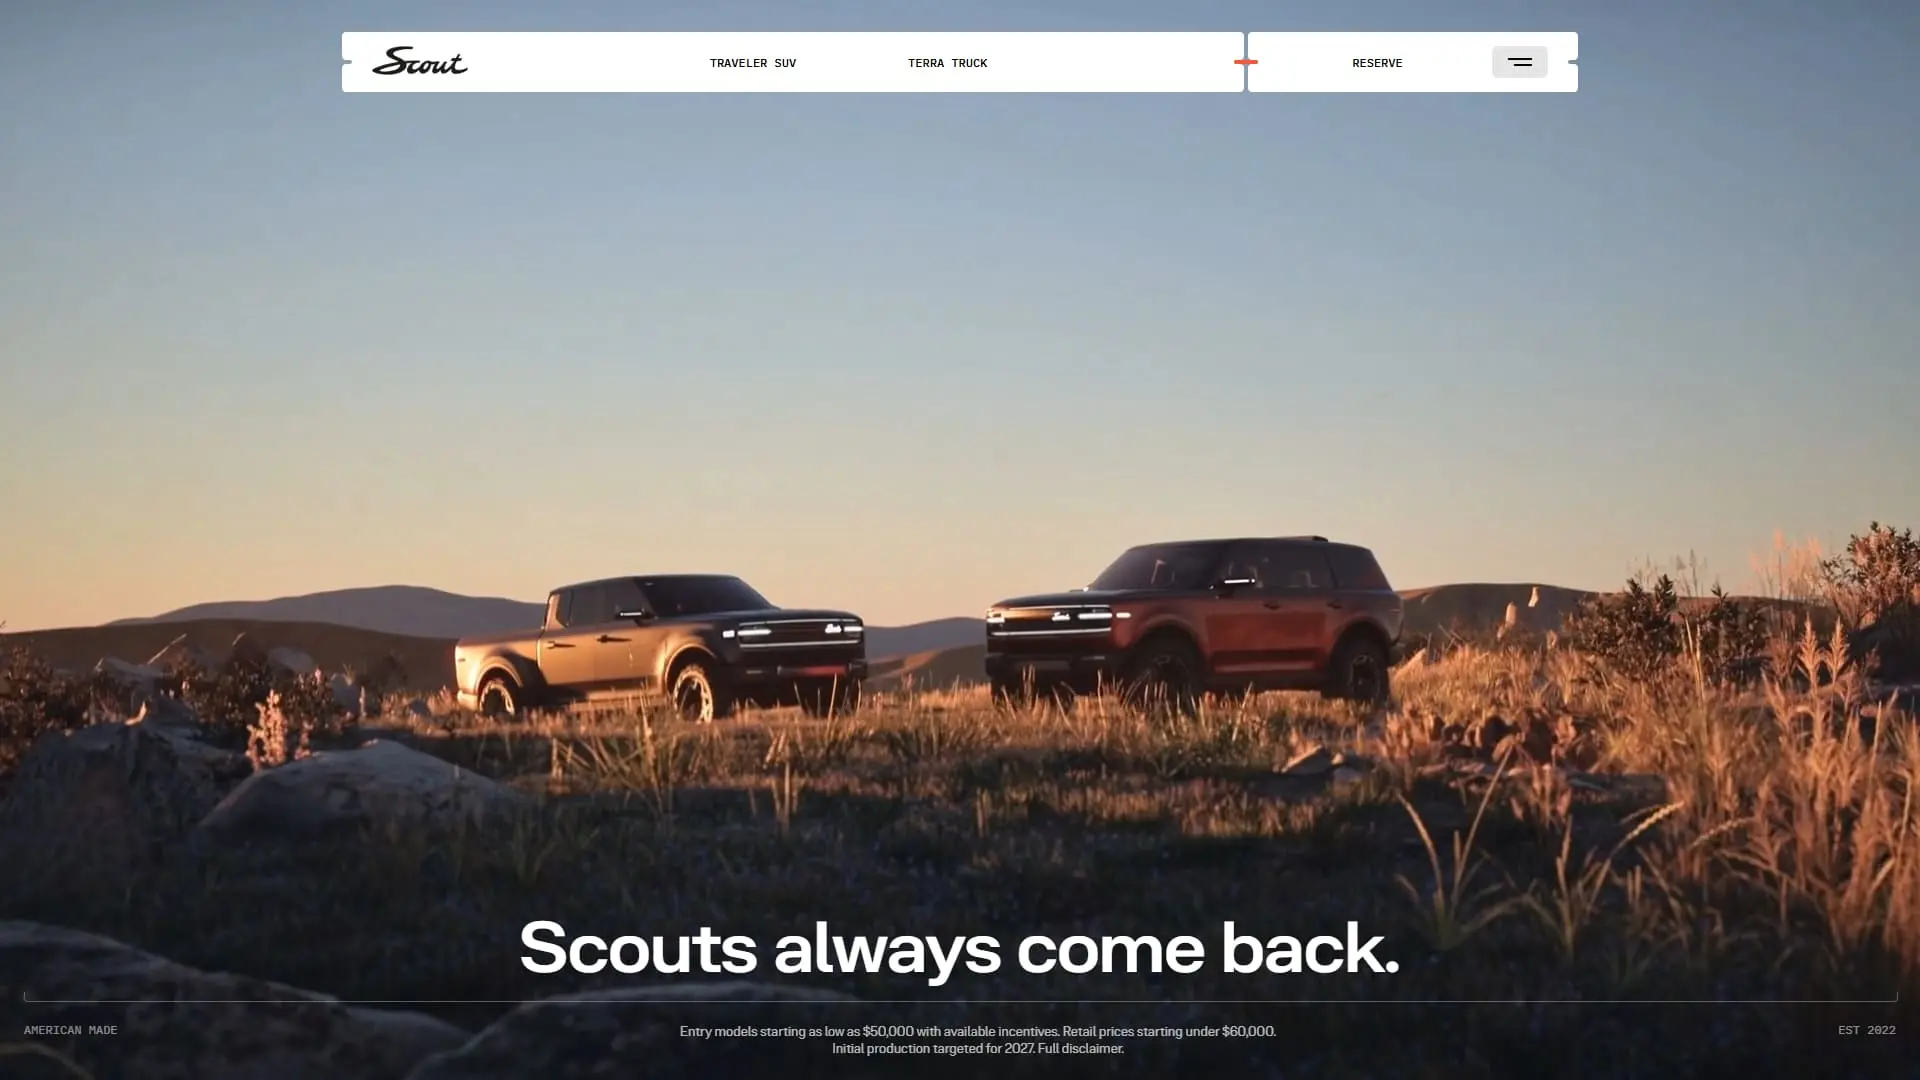 Scout
TRAVELER SUV
TERRA TRUCK
RESERVE
Scouts always come back.
AMERICAN MADE
Entry models starting as low as $50,000 with available incentives. Retail prices starting under $60,000.
Initial production targeted for 2027. Full disclaimer.
EST 2022